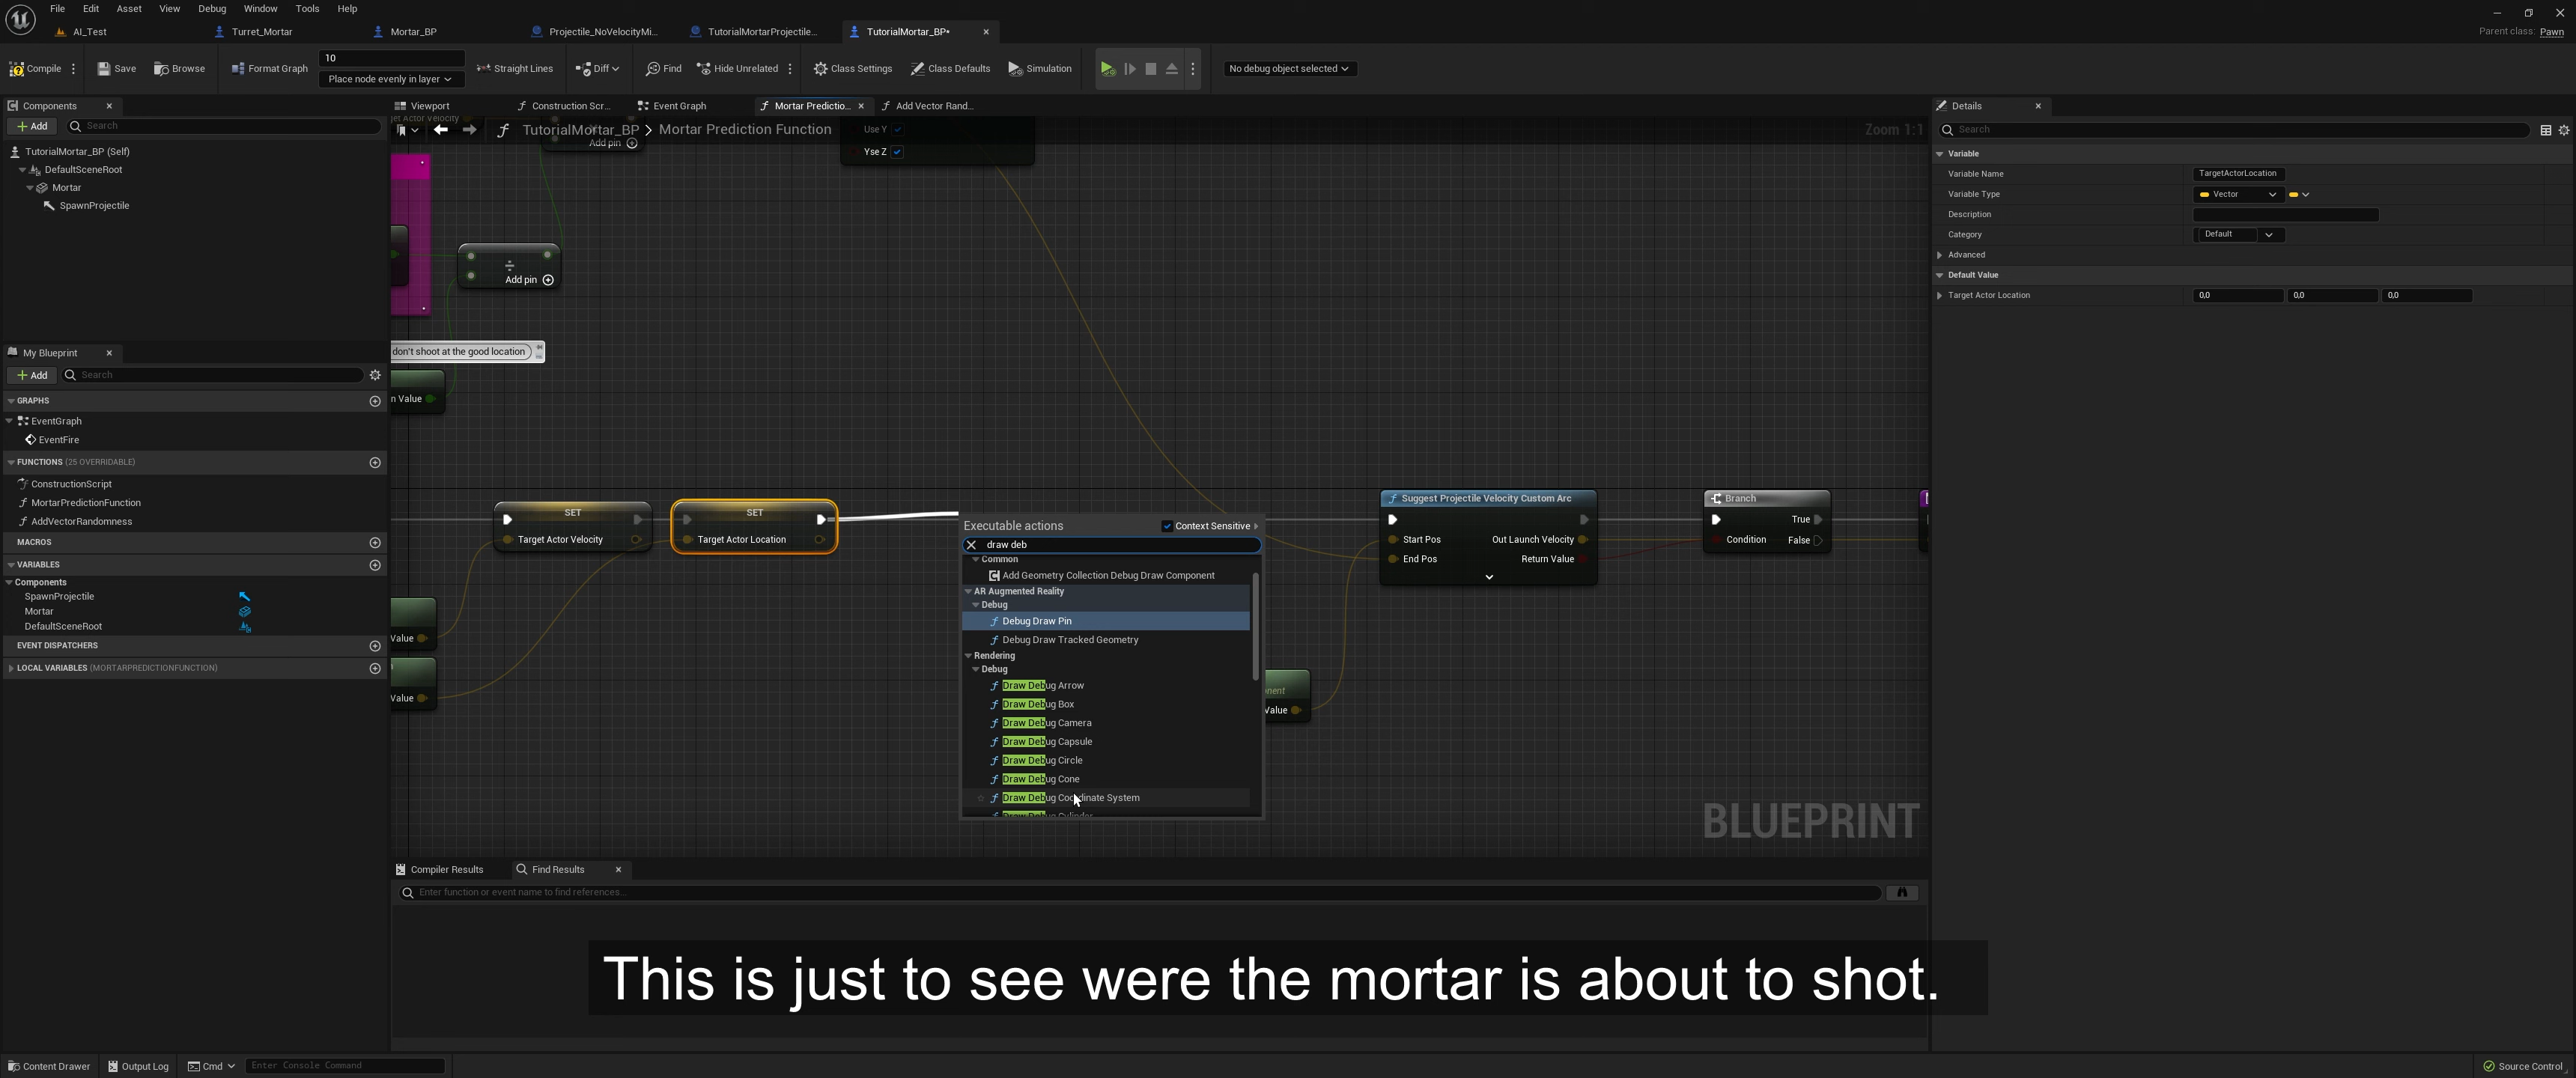 File Edit Asset View Debug Window Tools Help
AI_Test Turret_Mortar Mortar_BP Projectile_NoVelocityMi... TutorialMortarProjectile... TutorialMortar_BP*
Parent class: Pawn
Compile Save Browse Format Graph 10 Straight Lines Diff Find Hide Unrelated Class Settings Class Defaults Simulation No debug object selected
Place node evenly in layer
Components
Add Search
TutorialMortar_BP (Self)
DefaultSceneRoot
Mortar
SpawnProjectile
My Blueprint
Add Search
GRAPHS
EventGraph
EventFire
FUNCTIONS (25 OVERRIDABLE)
ConstructionScript
MortarPredictionFunction
AddVectorRandomness
MACROS
VARIABLES
Components
SpawnProjectile
Mortar
DefaultSceneRoot
EVENT DISPATCHERS
LOCAL VARIABLES (MORTARPREDICTIONFUNCTION)
Viewport Construction Scr... Event Graph Mortar Predictio... Add Vector Rand...
TutorialMortar_BP > Mortar Prediction Function
Zoom 1:1
get Actor Velocity
Add pin
Use Y
Yse Z
÷
Add pin
don't shoot at the good location
n Value
SET
Target Actor Velocity
SET
Target Actor Location
Value
Value
Executable actions Context Sensitive
draw deb
Common
Add Geometry Collection Debug Draw Component
AR Augmented Reality
Debug
Debug Draw Pin
Debug Draw Tracked Geometry
Rendering
Debug
Draw Debug Arrow
Draw Debug Box
Draw Debug Camera
Draw Debug Capsule
Draw Debug Circle
Draw Debug Cone
Draw Debug Coordinate System
Draw Debug Cylinder
nent
Value
Suggest Projectile Velocity Custom Arc
Start Pos Out Launch Velocity
End Pos Return Value
Branch
True
Condition False
BLUEPRINT
Compiler Results Find Results
Enter function or event name to find references...
Details
Search
Variable
Variable Name TargetActorLocation
Variable Type Vector
Description
Category Default
Advanced
Default Value
Target Actor Location 0,0 0,0 0,0
This is just to see were the mortar is about to shot.
Content Drawer Output Log Cmd Enter Console Command
Source Control